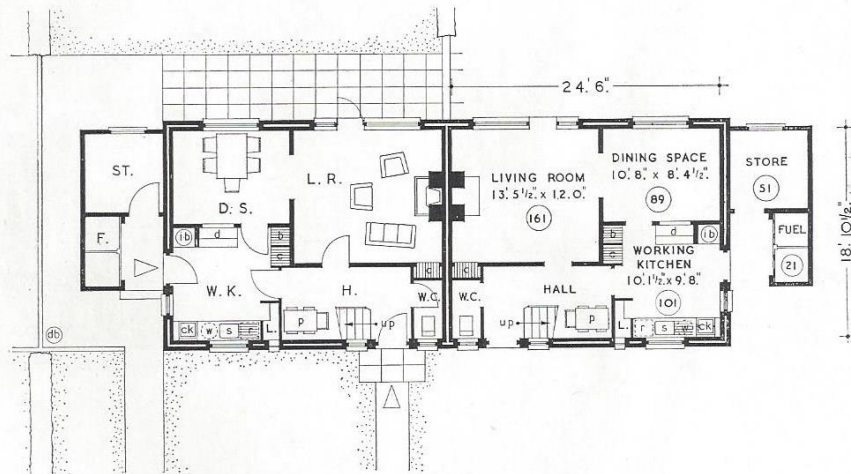 24'. 6".
ST.
D. S.
L. R.
LIVING ROOM
13'. 5½" x 12'. 0".
161
DINING SPACE
10'. 8". x 8'. 4½".
89
STORE
51
18'. 10½".
F.
1b
d
b
c
b
c
d
1b
FUEL
21
W. K.
H.
c
W.C.
c
W.C.
HALL
WORKING
KITCHEN
10'. 1½". x 9'. 8".
101
db
ck
w
s
r
L.
P
up
up
P
L.
r
s
w
ck